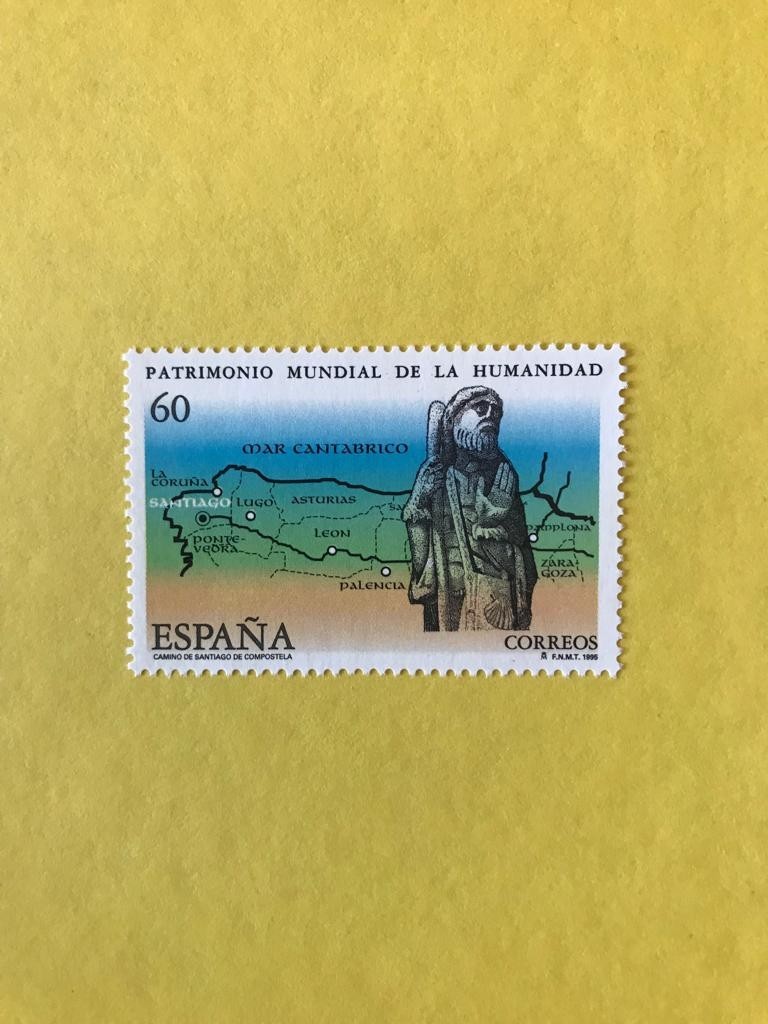 PATRIMONIO MUNDIAL DE LA HUMANIDAD
60
MAR CANTABRICO
LA
CORUÑA
SANTIAGO
LUGO
ASTURIAS
SA
PONTE-
VEDRA
LEON
PALENCIA
PAMPLONA
ZARA
GOZA
ESPAÑA
CORREOS
CAMINO DE SANTIAGO DE COMPOSTELA
F.N.M.T. 1995